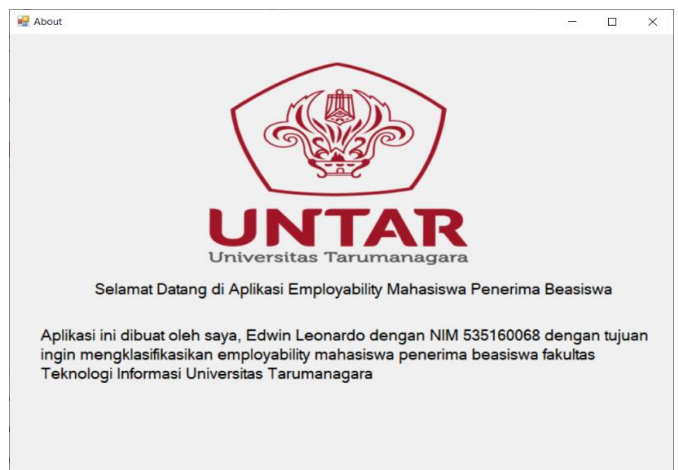 About
UNTAR
Universitas Tarumanagara
Selamat Datang di Aplikasi Employability Mahasiswa Penerima Beasiswa
Aplikasi ini dibuat oleh saya, Edwin Leonardo dengan NIM 535160068 dengan tujuan
ingin mengklasifikasikan employability mahasiswa penerima beasiswa fakultas
Teknologi Informasi Universitas Tarumanagara